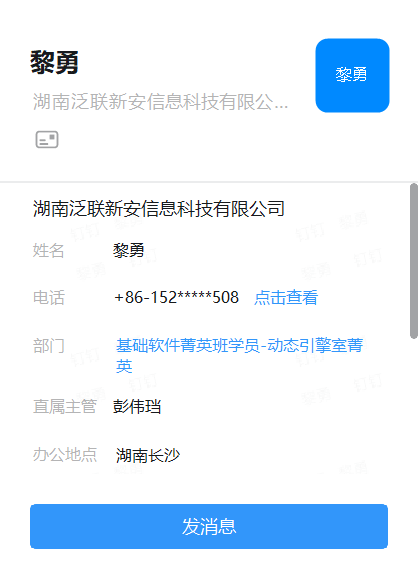 黎勇
黎勇
湖南泛联新安信息科技有限公...
湖南泛联新安信息科技有限公司
姓名 黎勇
电话 +86-152*****508 点击查看
部门 基础软件菁英班学员-动态引擎室菁
英
直属主管 彭伟珰
办公地点 湖南长沙
发消息